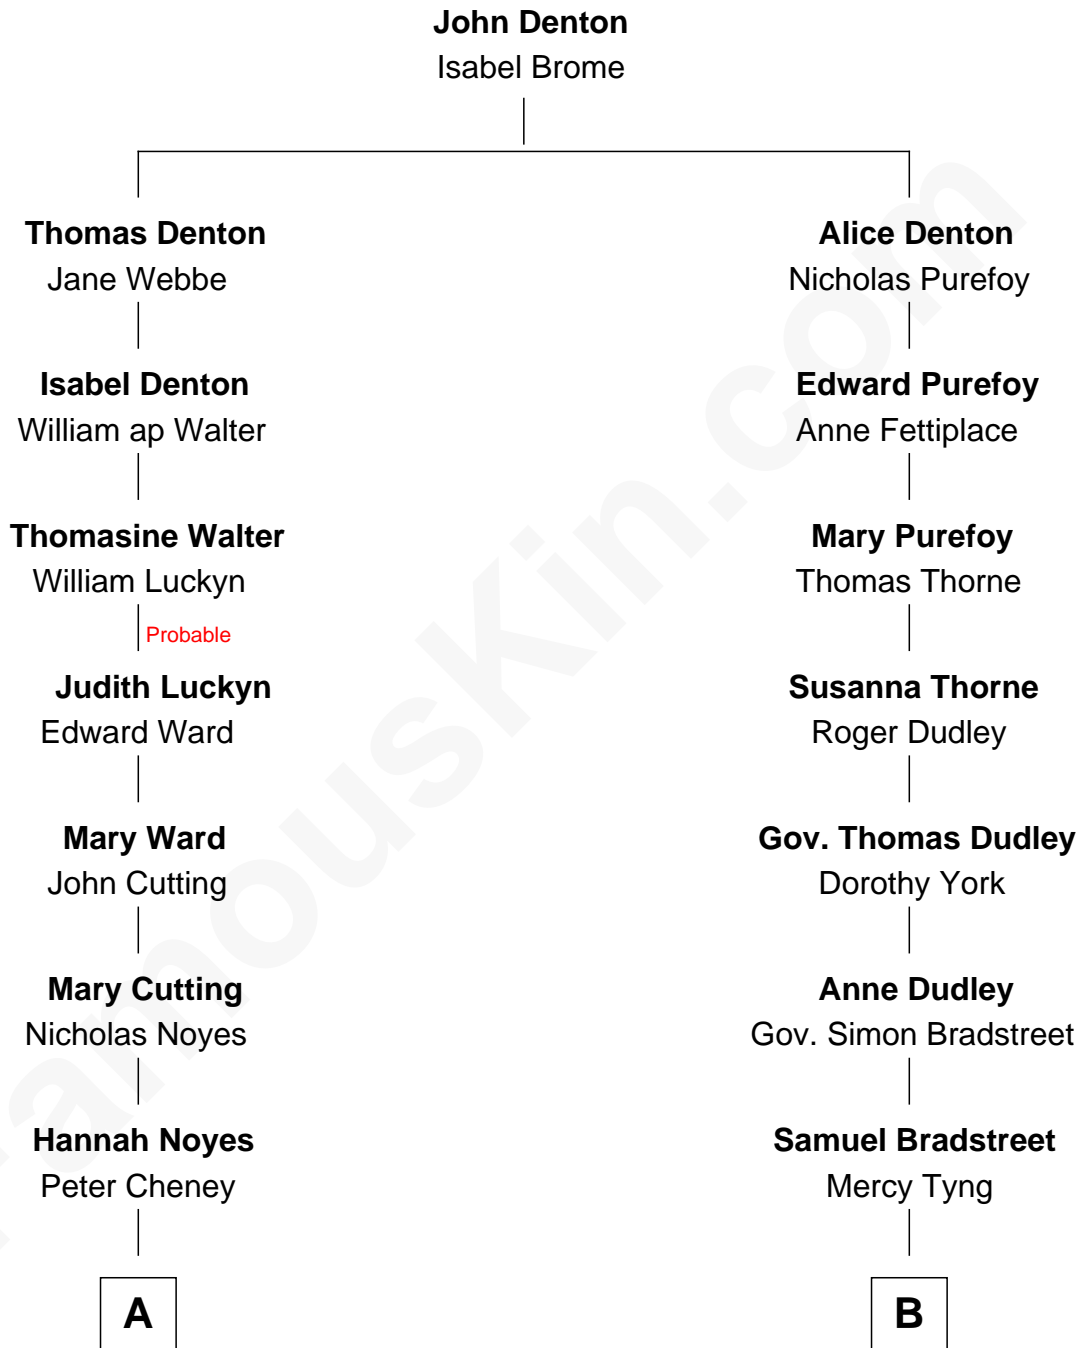 John Denton
Isabel Brome
Thomas Denton
Jane Webbe
Alice Denton
Nicholas Purefoy
Isabel Denton
William ap Walter
Edward Purefoy
Anne Fettiplace
Thomasine Walter
William Luckyn
Mary Purefoy
Thomas Thorne
Probable
Judith Luckyn
Edward Ward
Susanna Thorne
Roger Dudley
Mary Ward
John Cutting
Gov. Thomas Dudley
Dorothy York
Mary Cutting
Nicholas Noyes
Anne Dudley
Gov. Simon Bradstreet
Hannah Noyes
Peter Cheney
Samuel Bradstreet
Mercy Tyng
A
B
FamousKin.com